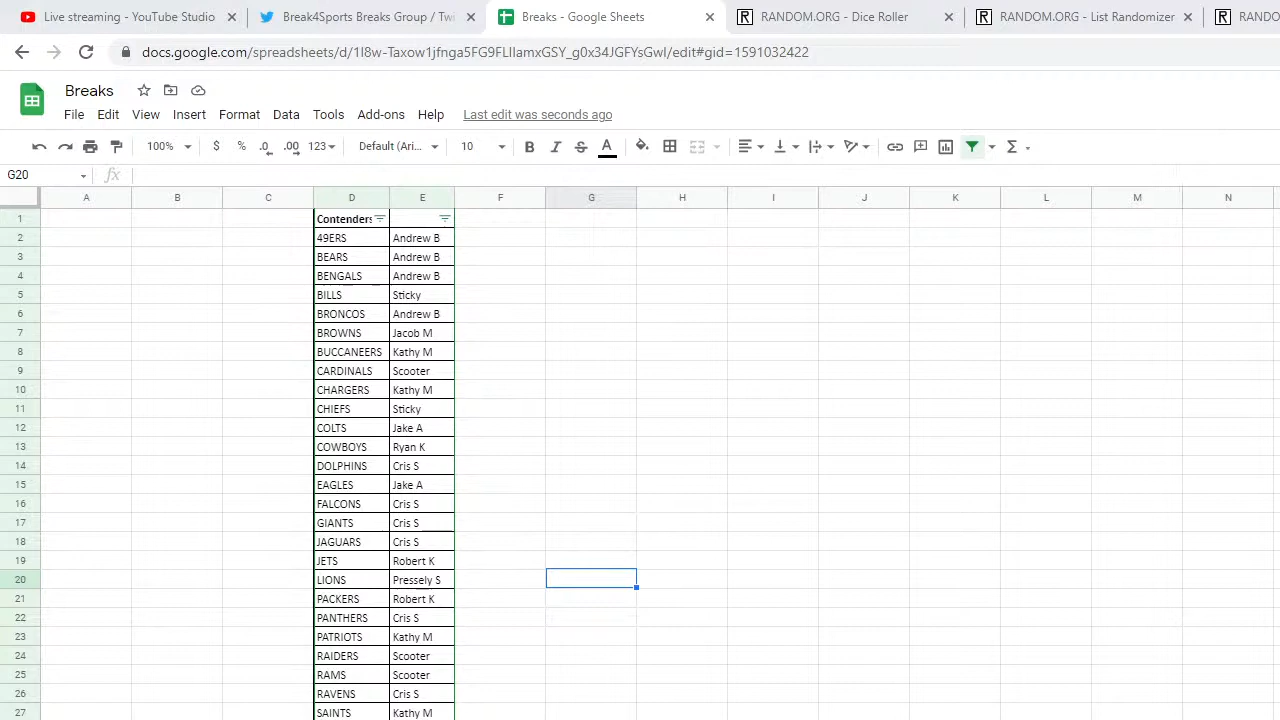 Live streaming - YouTube Studio
Break4Sports Breaks Group / Twi
Breaks - Google Sheets
RANDOM.ORG - Dice Roller
RANDOM.ORG - List Randomizer
RANDO
docs.google.com/spreadsheets/d/1l8w-Taxow1jfnga5FG9FLIIamxGSY_g0x34JGFYsGwI/edit#gid=1591032422
Breaks
File Edit View Insert Format Data Tools Add-ons Help Last edit was seconds ago
100% $ % .0 .00 123 Default (Ari... 10 B I S A Σ
G20 fx
A B C D E F G H I J K L M N
1 Contenders
2 49ERS Andrew B
3 BEARS Andrew B
4 BENGALS Andrew B
5 BILLS Sticky
6 BRONCOS Andrew B
7 BROWNS Jacob M
8 BUCCANEERS Kathy M
9 CARDINALS Scooter
10 CHARGERS Kathy M
11 CHIEFS Sticky
12 COLTS Jake A
13 COWBOYS Ryan K
14 DOLPHINS Cris S
15 EAGLES Jake A
16 FALCONS Cris S
17 GIANTS Cris S
18 JAGUARS Cris S
19 JETS Robert K
20 LIONS Pressely S
21 PACKERS Robert K
22 PANTHERS Cris S
23 PATRIOTS Kathy M
24 RAIDERS Scooter
25 RAMS Scooter
26 RAVENS Cris S
27 SAINTS Kathy M